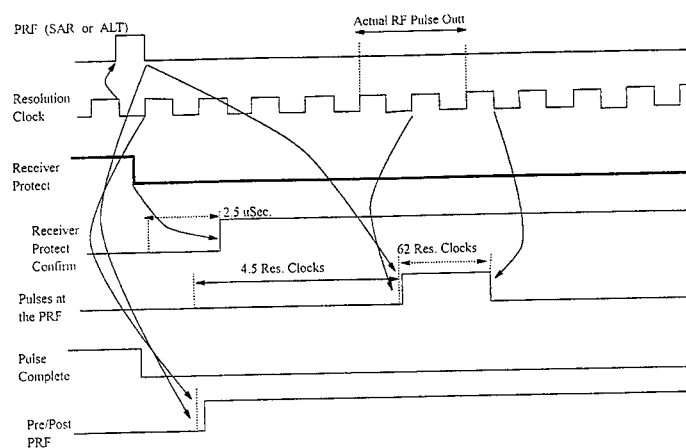 PRF (SAR or ALT)
Actual RF Pulse Outt
Resolution
Clock
Receiver
Protect
2.5 uSec.
Receiver
Protect
Confirm
62 Res. Clocks
4.5 Res. Clocks
Pulses at
the PRF
Pulse
Complete
Pre/Post
PRF